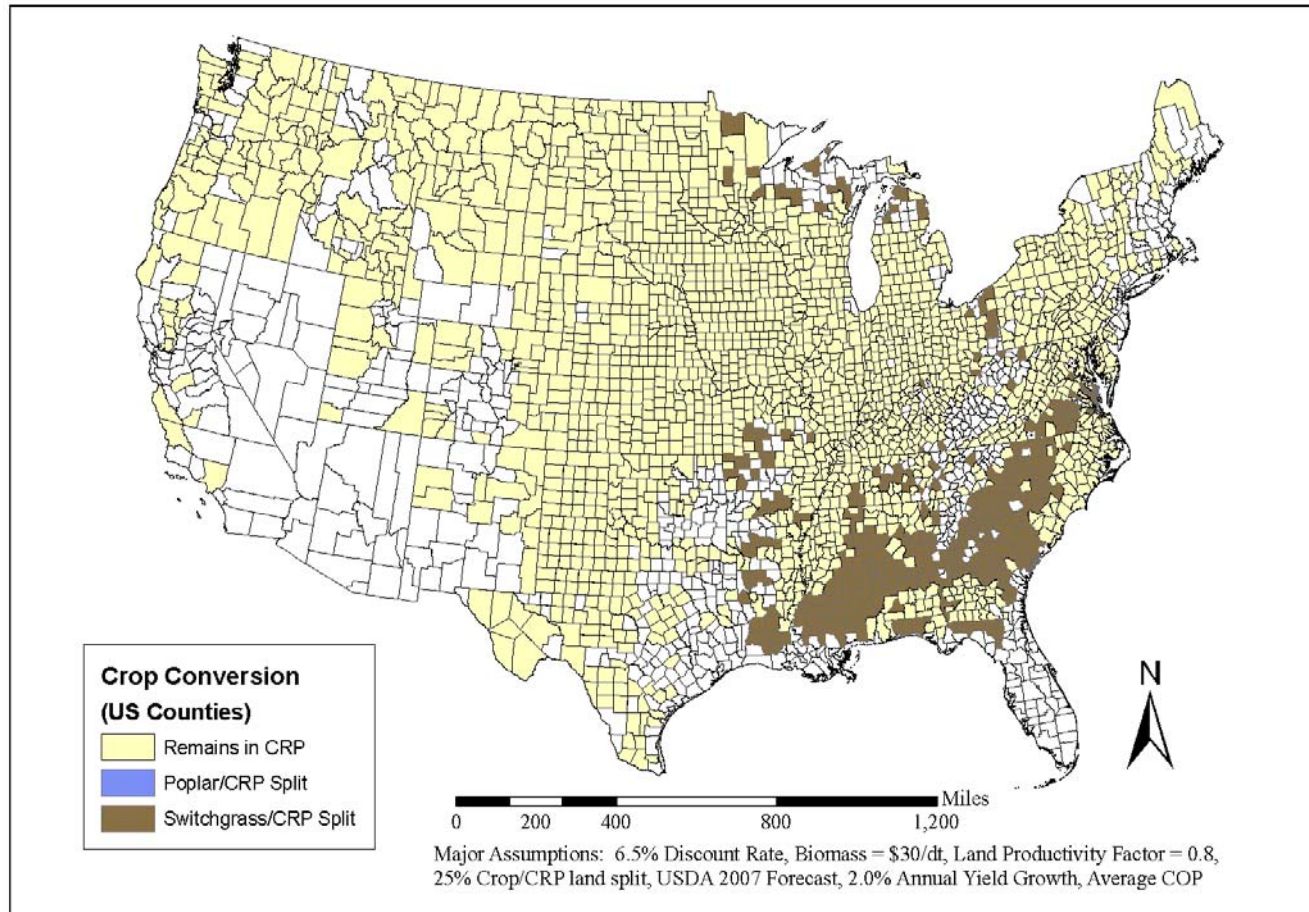 N
Crop Conversion
(US Counties)
Remains in CRP
Poplar/CRP Split
Switchgrass/CRP Split
Miles
0 200 400 800 1,200
Major Assumptions: 6.5% Discount Rate, Biomass = $30/dt, Land Productivity Factor = 0.8,
25% Crop/CRP land split, USDA 2007 Forecast, 2.0% Annual Yield Growth, Average COP